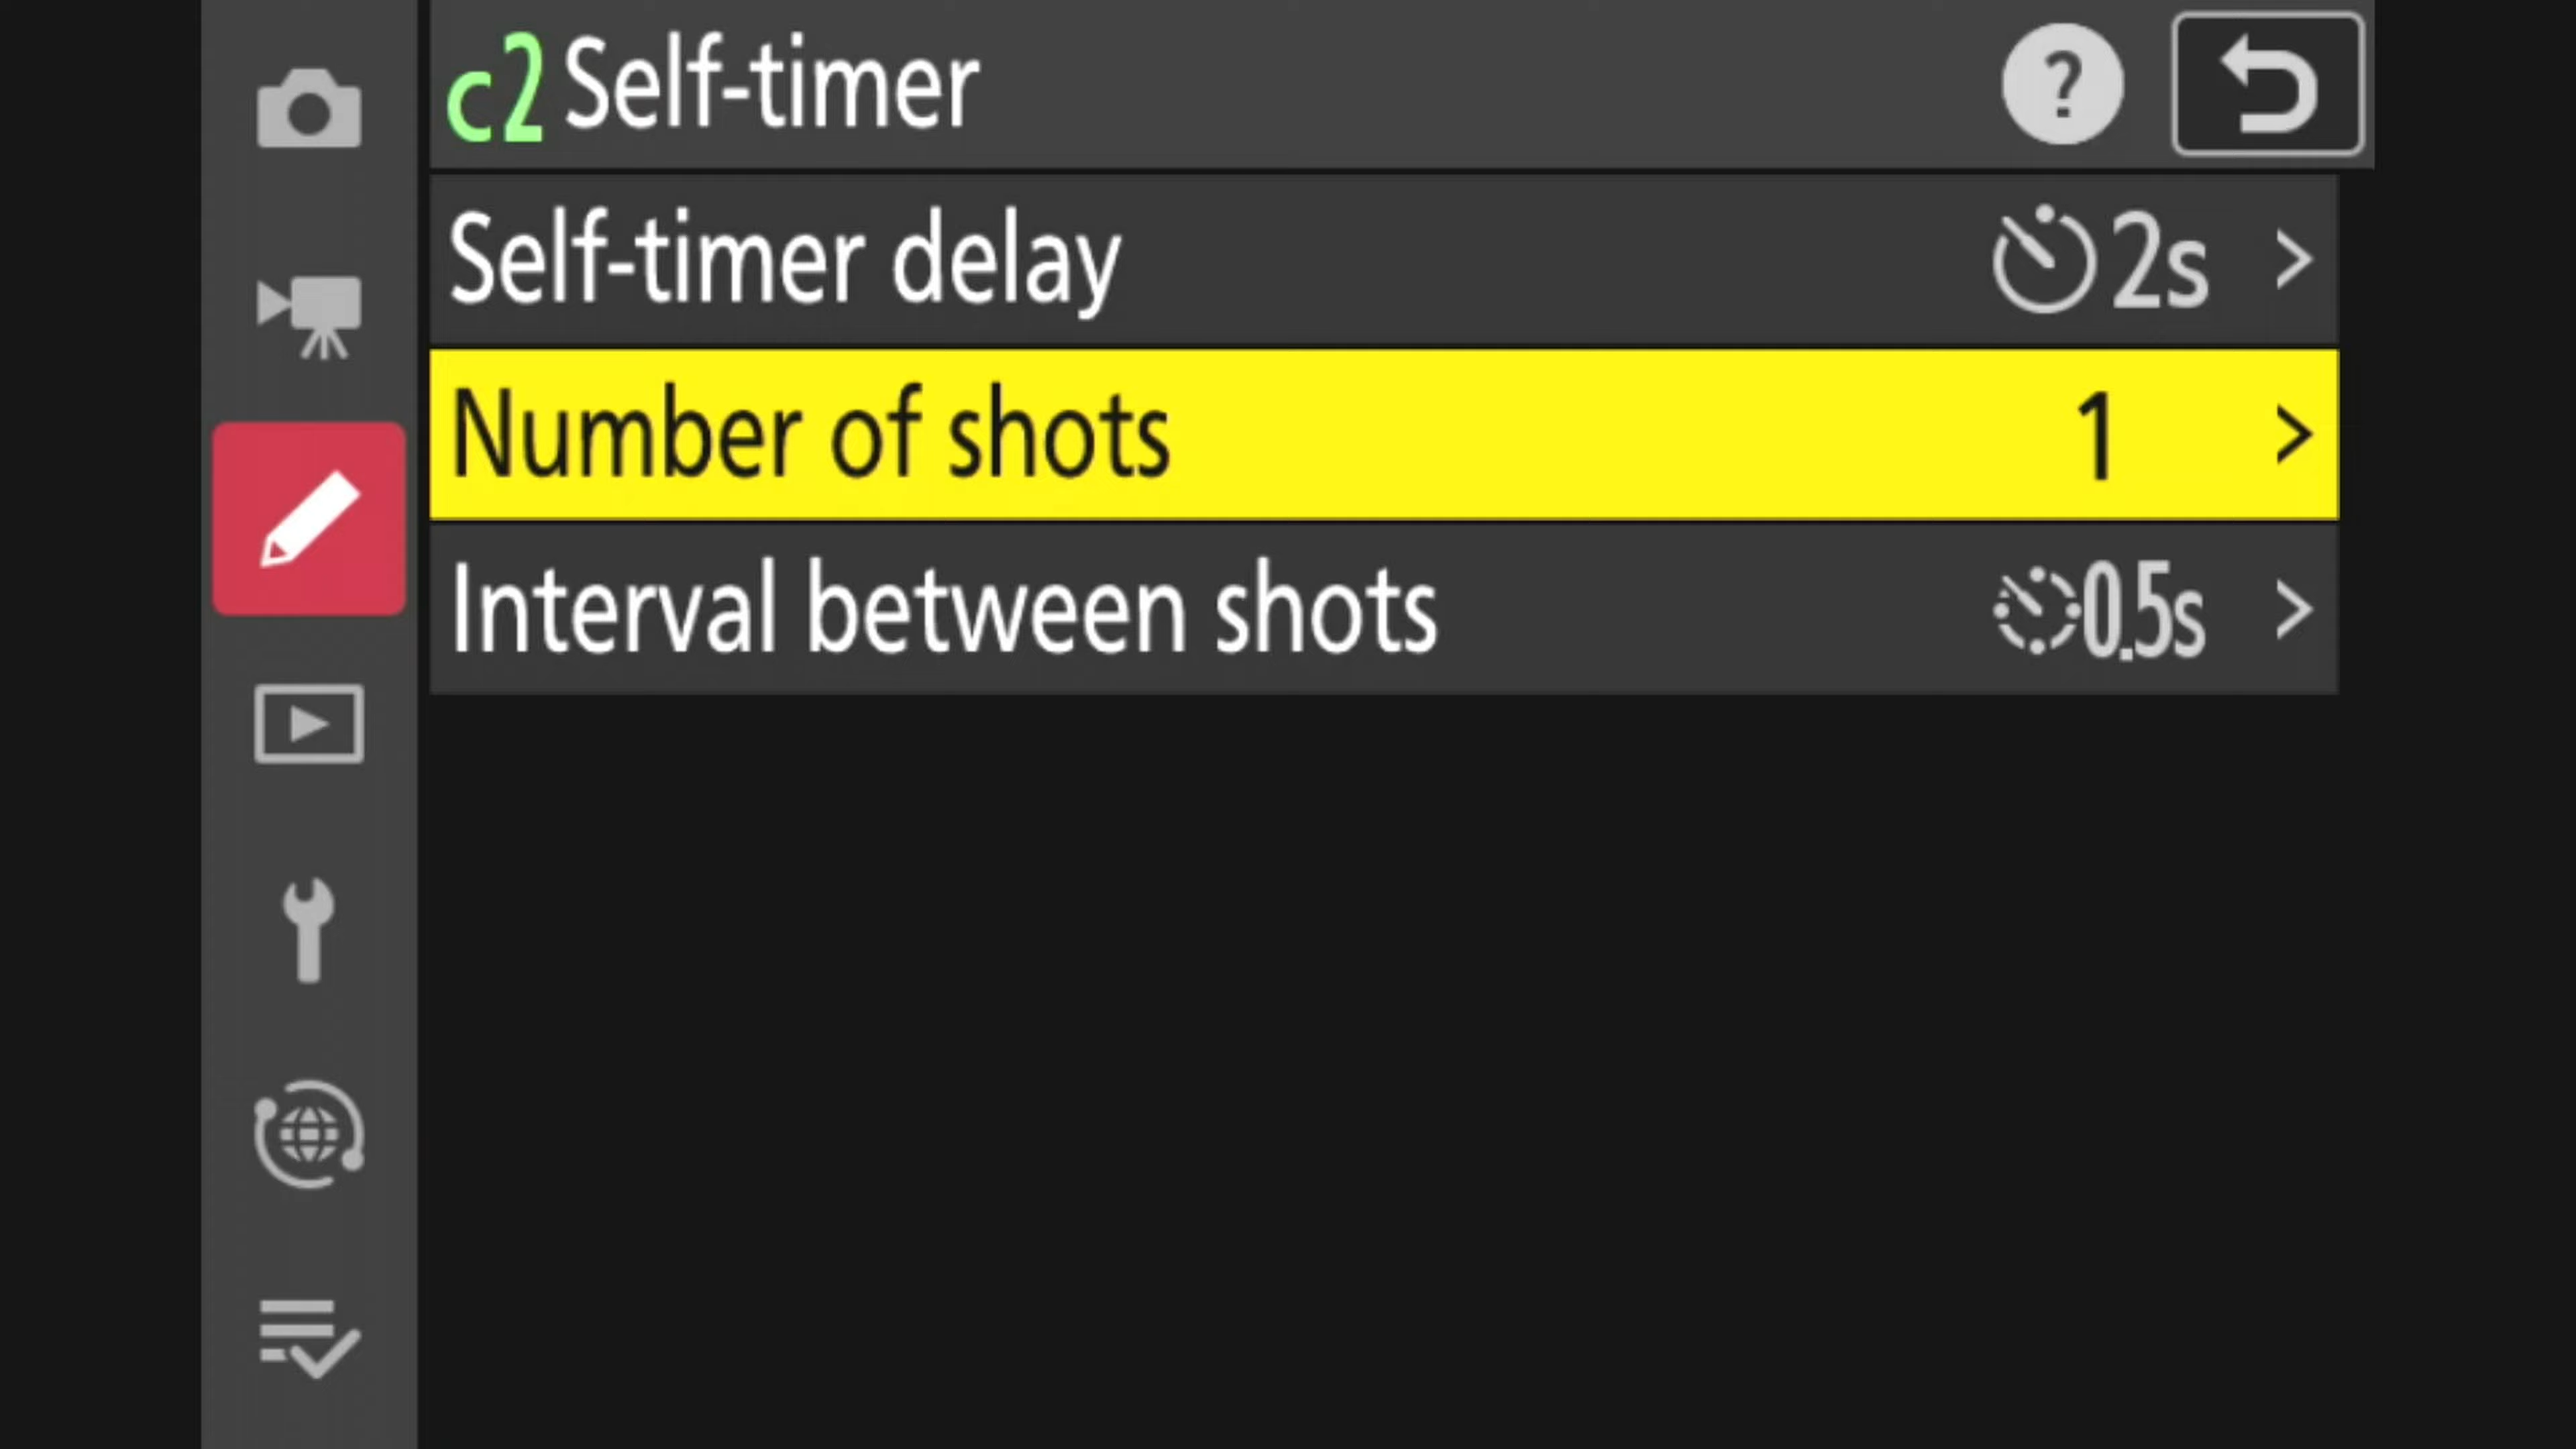 c2 Self-timer ?
Self-timer delay 2s >
Number of shots 1 >
Interval between shots 0.5s >